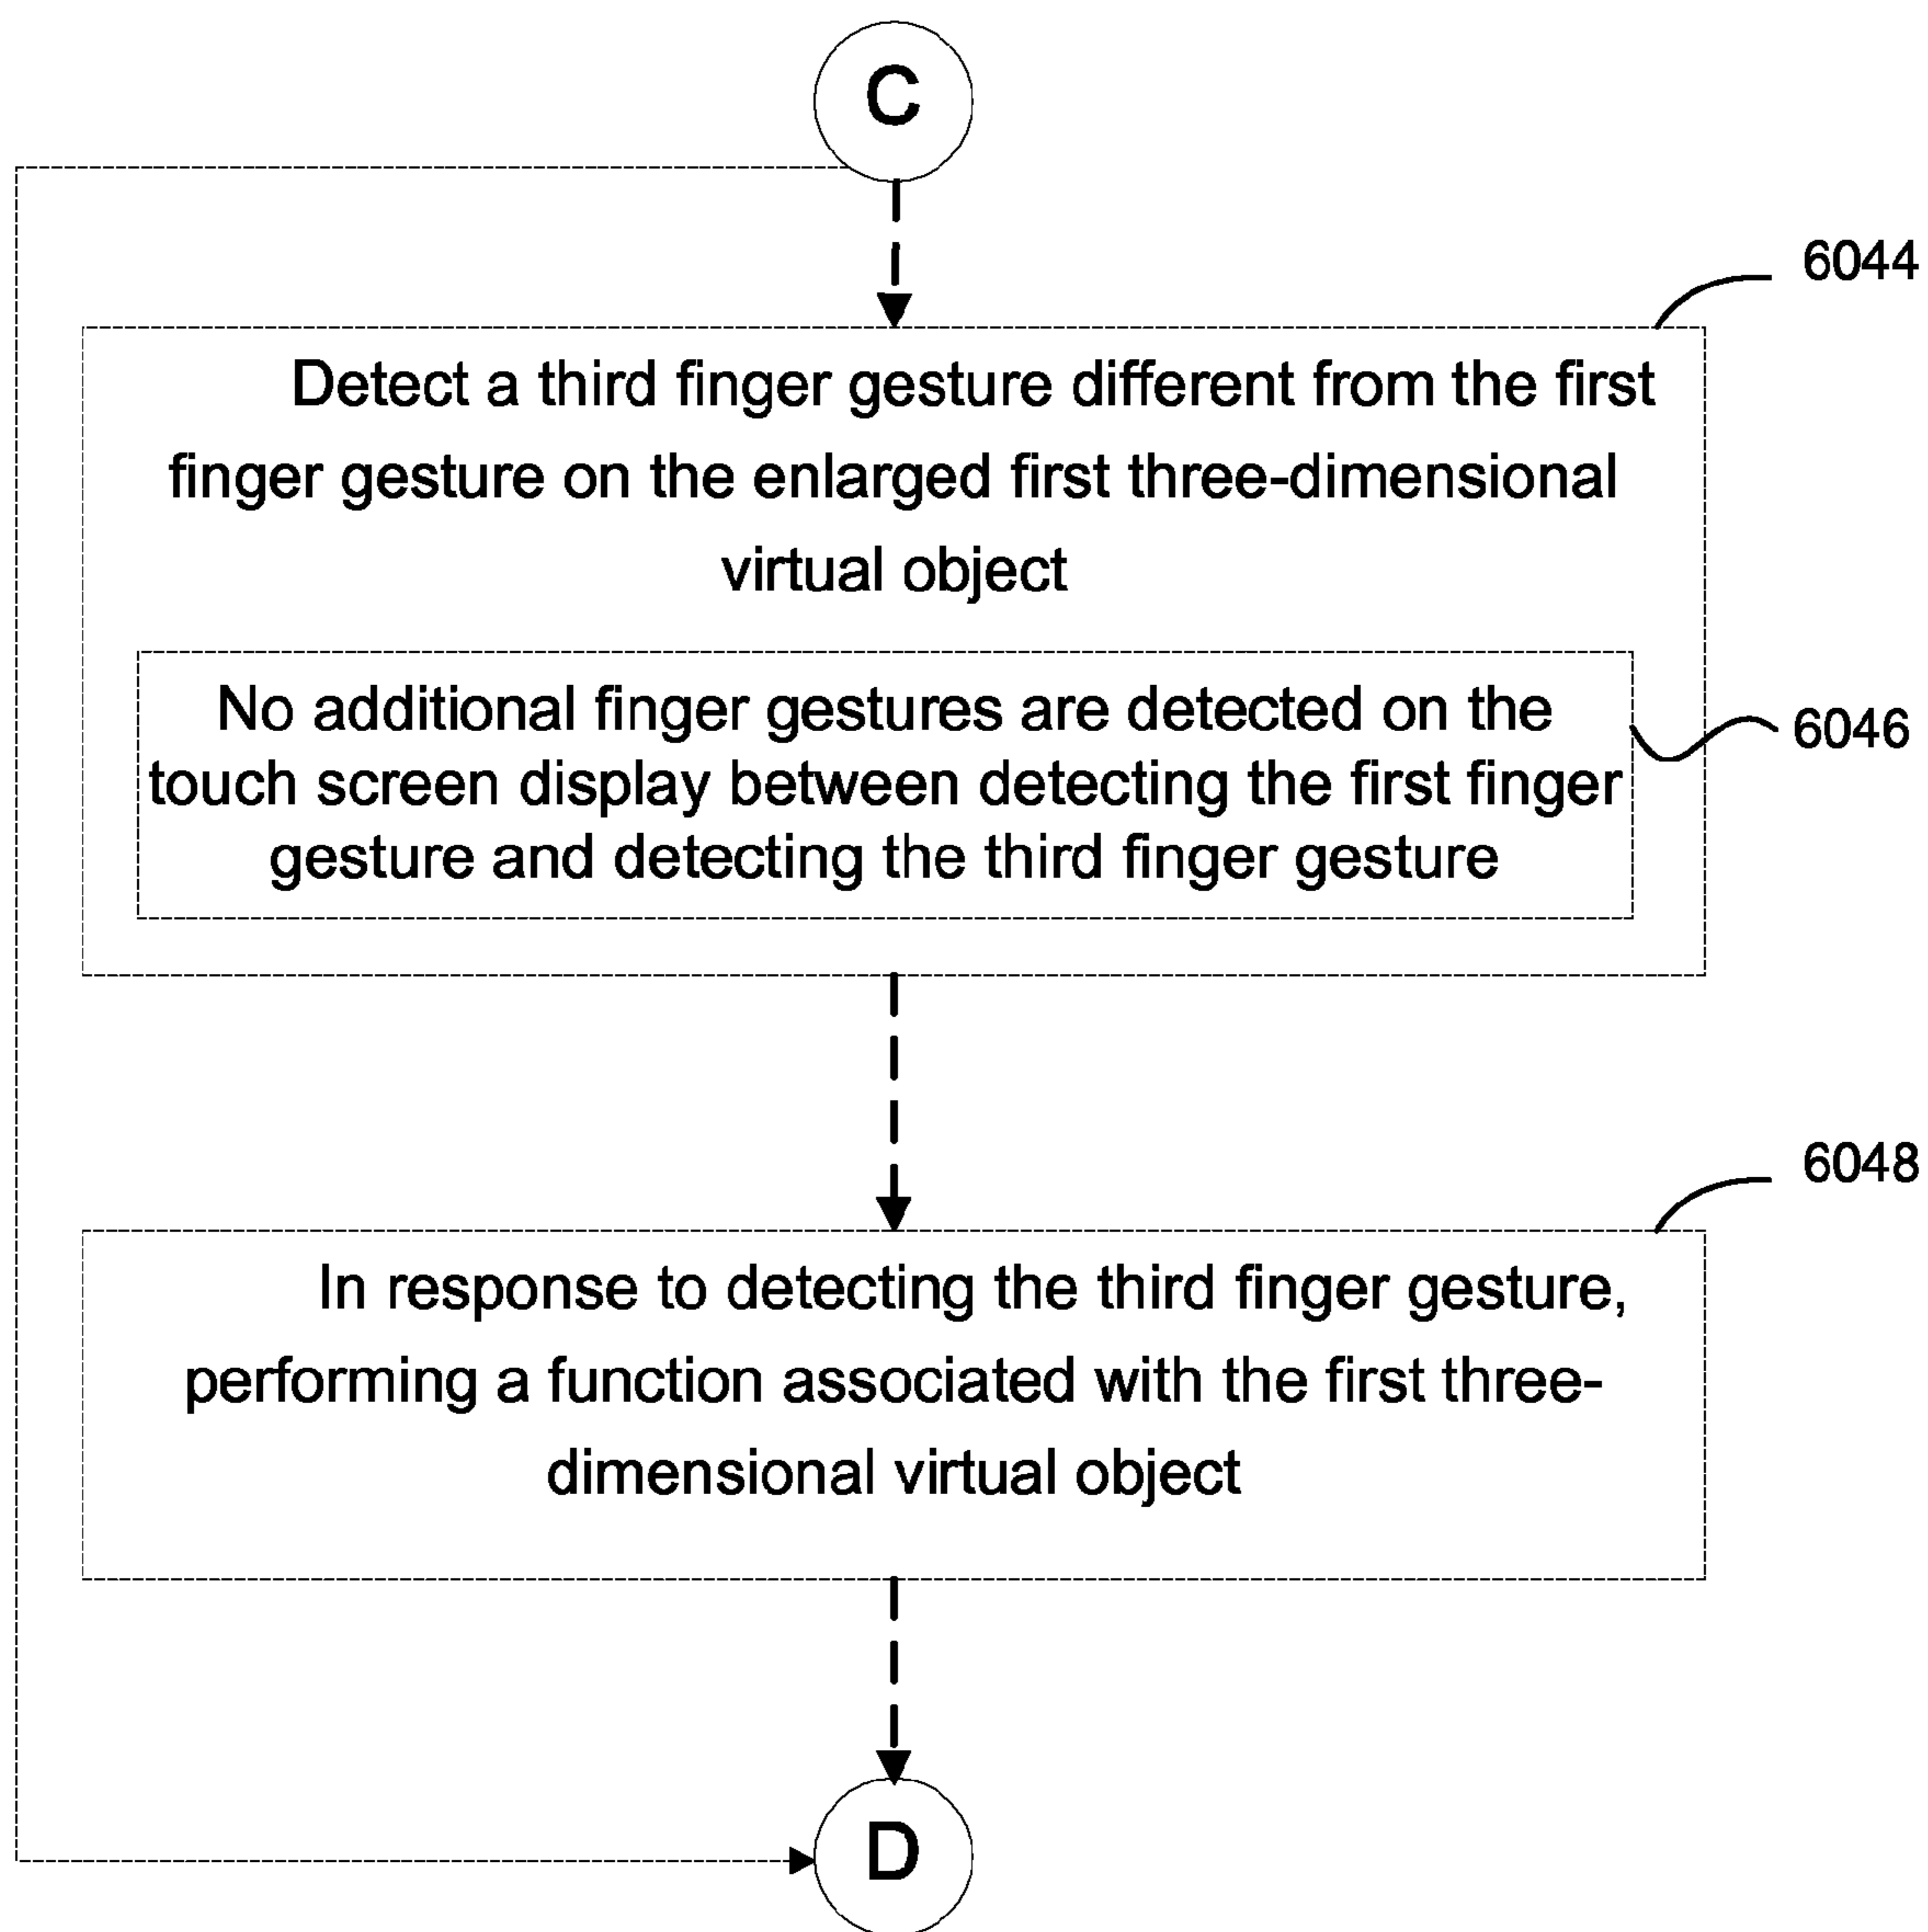 C
6044
Detect a third finger gesture different from the first
finger gesture on the enlarged first three-dimensional
virtual object
No additional finger gestures are detected on the
touch screen display between detecting the first finger
gesture and detecting the third finger gesture
6046
6048
In response to detecting the third finger gesture,
performing a function associated with the first three-
dimensional virtual object
D